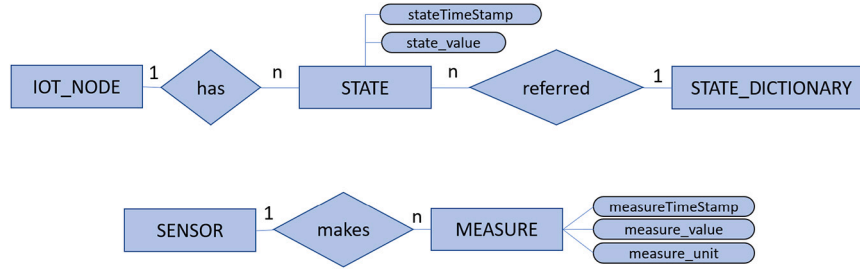 stateTimeStamp
state_value
IOT_NODE 1 has n STATE n referred 1 STATE_DICTIONARY
SENSOR 1 makes n MEASURE
measureTimeStamp
measure_value
measure_unit